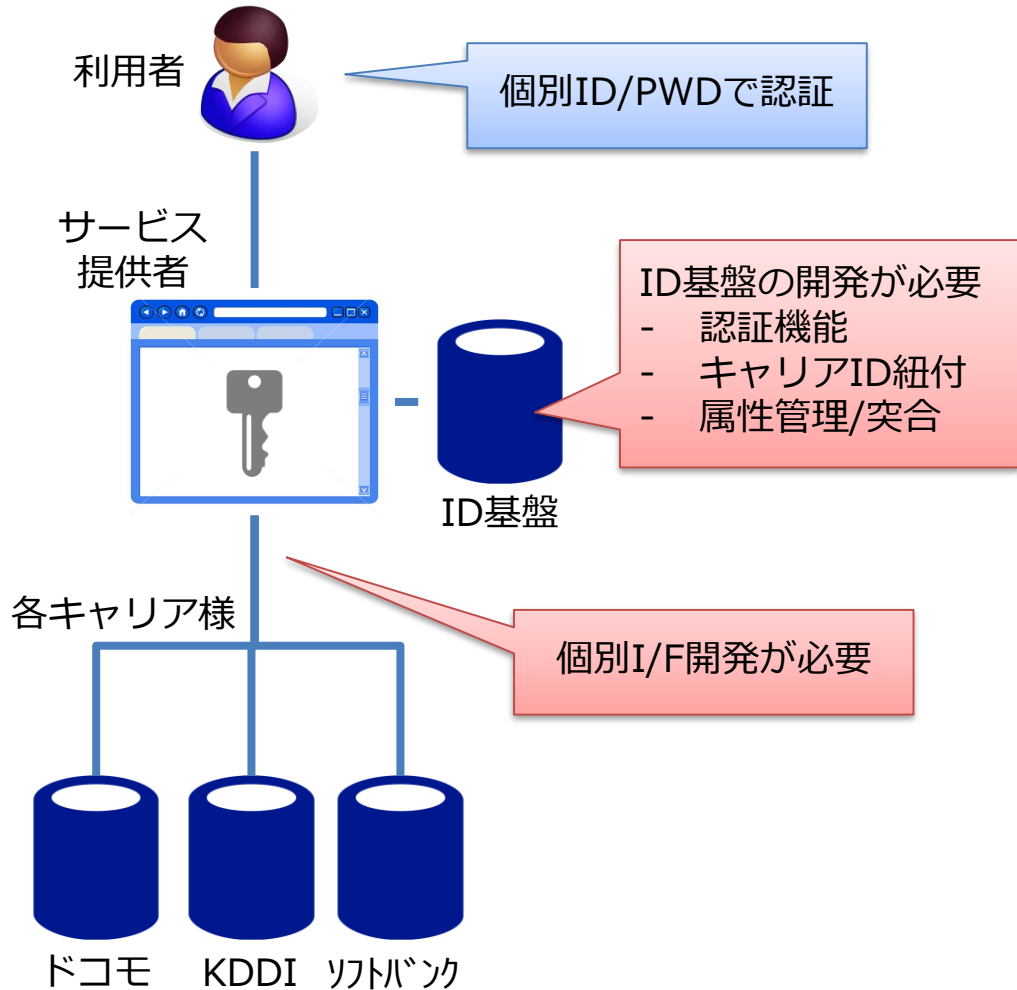 利用者
個別ID/PWDで認証
サービス
提供者
ID基盤の開発が必要
- 認証機能
- キャリアID紐付
- 属性管理/突合
ID基盤
各キャリア様
個別I/F開発が必要
ドコモ
KDDI
ｿﾌﾄﾊﾞﾝｸ